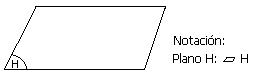 H
Notación:
Plano H: ▱ H